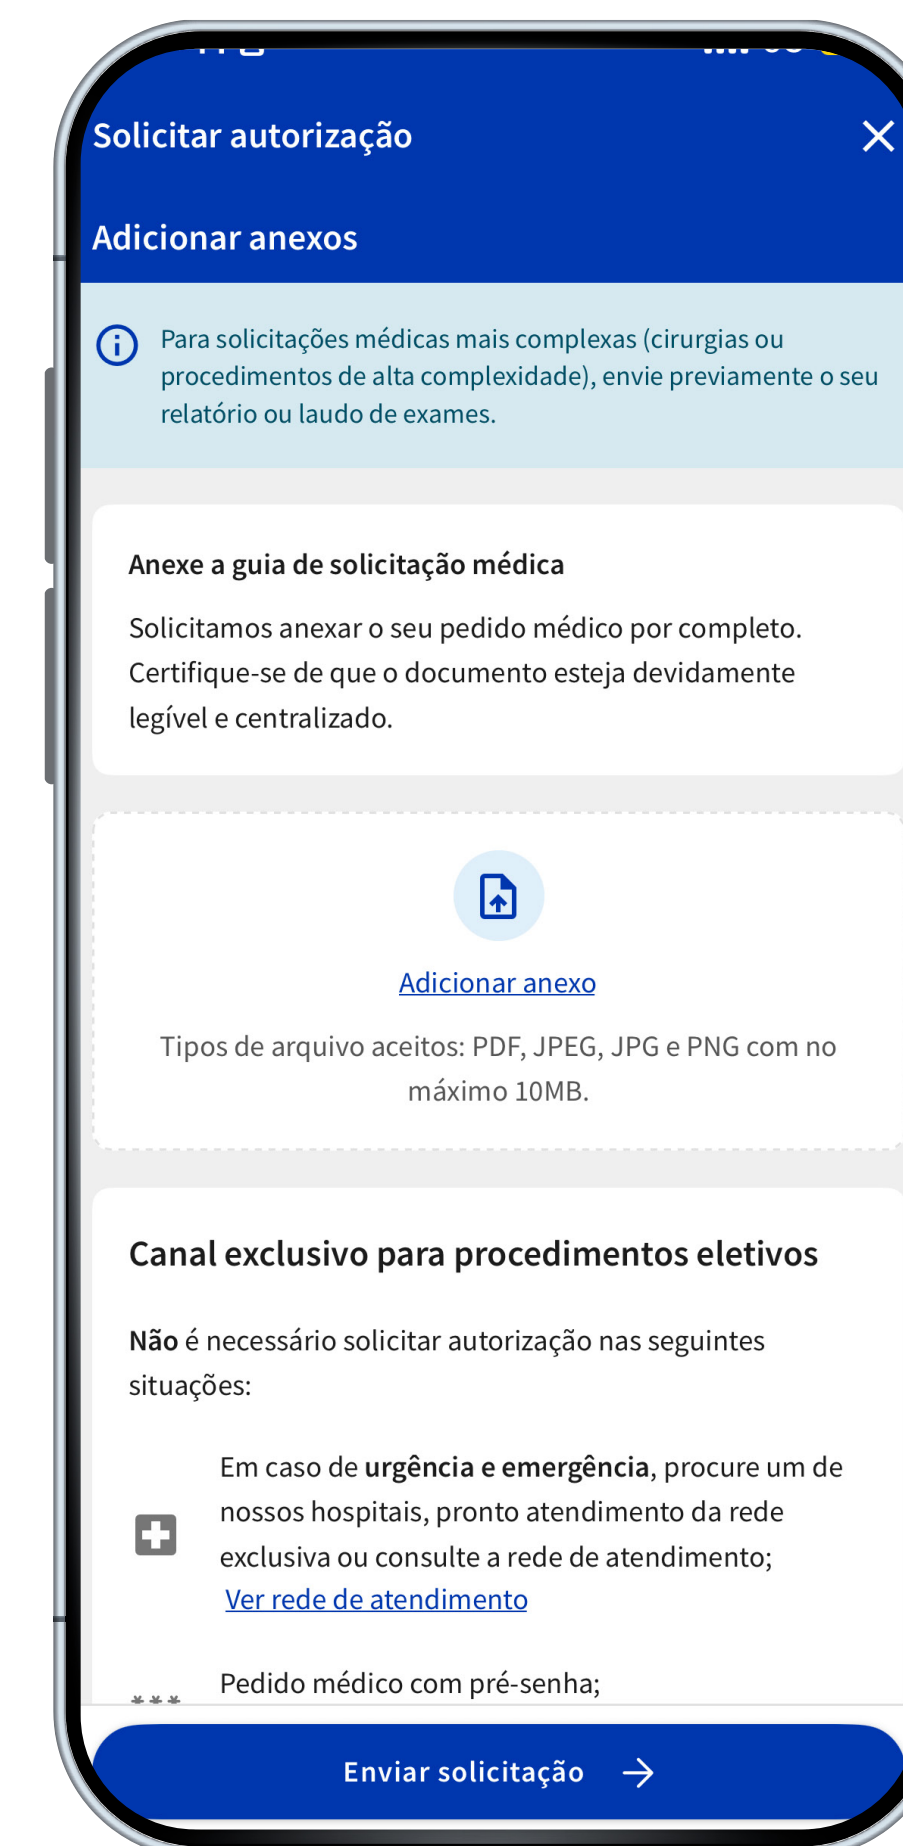 Solicitar autorização
Adicionar anexos
Para solicitações médicas mais complexas (cirurgias ou
procedimentos de alta complexidade), envie previamente o seu
relatório ou laudo de exames.
Anexe a guia de solicitação médica
Solicitamos anexar o seu pedido médico por completo.
Certifique-se de que o documento esteja devidamente
legível e centralizado.
Adicionar anexo
Tipos de arquivo aceitos: PDF, JPEG, JPG e PNG com no
máximo 10MB.
Canal exclusivo para procedimentos eletivos
Não é necessário solicitar autorização nas seguintes
situações:
Em caso de urgência e emergência, procure um de
nossos hospitais, pronto atendimento da rede
exclusiva ou consulte a rede de atendimento;
Ver rede de atendimento
Pedido médico com pré-senha;
Enviar solicitação